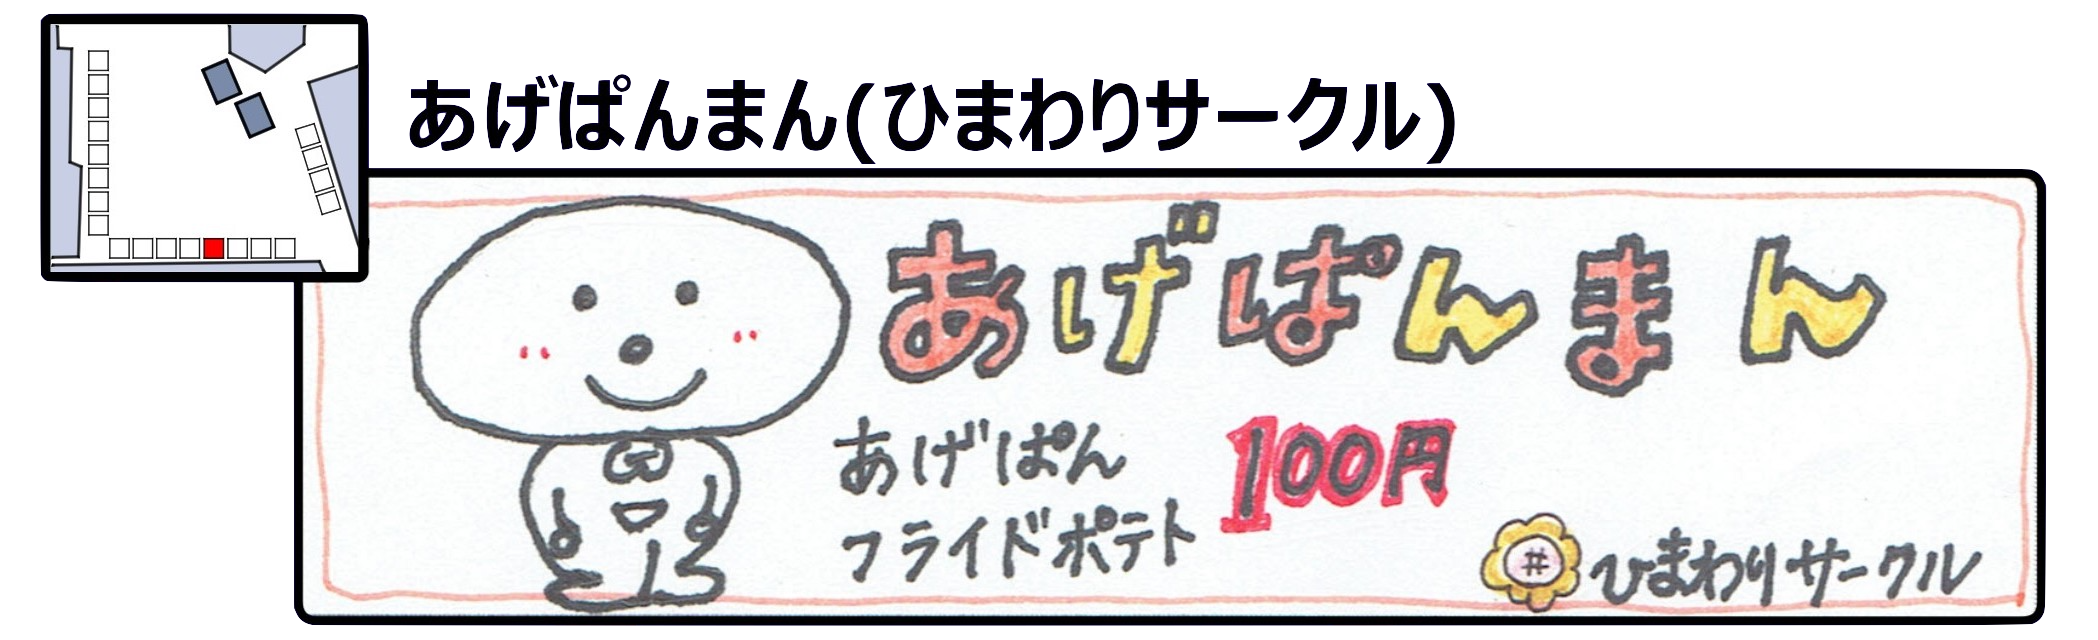 あげぱんまん(ひまわりサークル)
あげぱんまん
あげぱん
100円
フライドポテト
ひまわりサークル